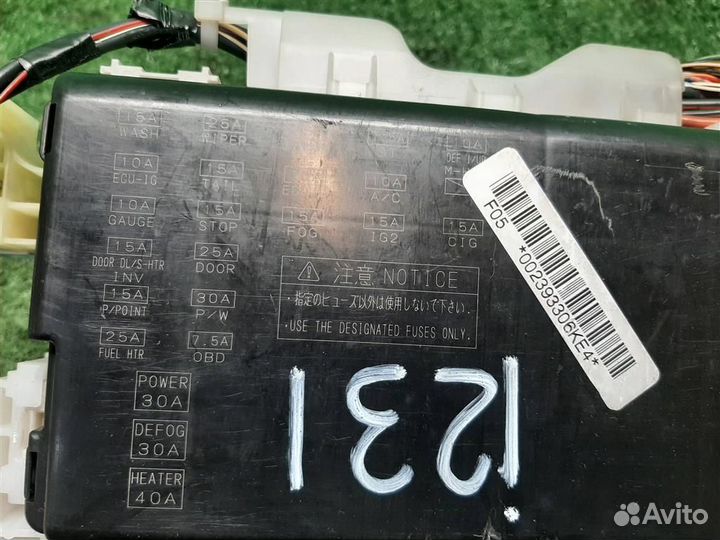 15A 25A
WASH WIPER
10A 15A
ECU-IG TAIL
10A 15A
GAUGE STOP
15A 25A
DOOR DL/S-HTR DOOR
INV
15A 30A
P/POINT P/W
25A 7.5A
FUEL HTR OBD
POWER
30A
DEFOG
30A
HEATER
40A
10A
A/C
15A 15A 15A
FOG IG2 CIG
注意 NOTICE
・指定のヒューズ以外は使用しないで下さい.
・USE THE DESIGNATED FUSES ONLY.
F05 *002393306KE4*
1231
Avito